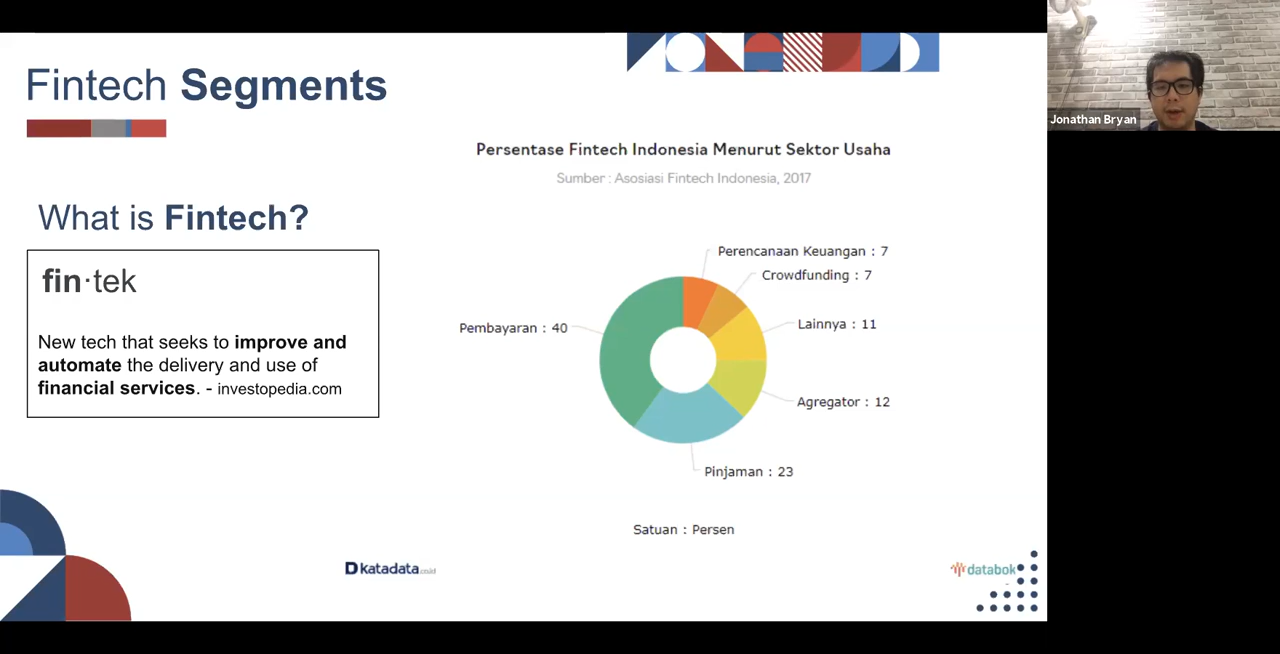 Fintech Segments
What is Fintech?
fin·tek
New tech that seeks to improve and
automate the delivery and use of
financial services. - investopedia.com
Persentase Fintech Indonesia Menurut Sektor Usaha
Sumber : Asosiasi Fintech Indonesia, 2017
Perencanaan Keuangan : 7
Crowdfunding : 7
Lainnya : 11
Agregator : 12
Pinjaman : 23
Pembayaran : 40
Satuan : Persen
katadata.co.id
databok
Jonathan Bryan